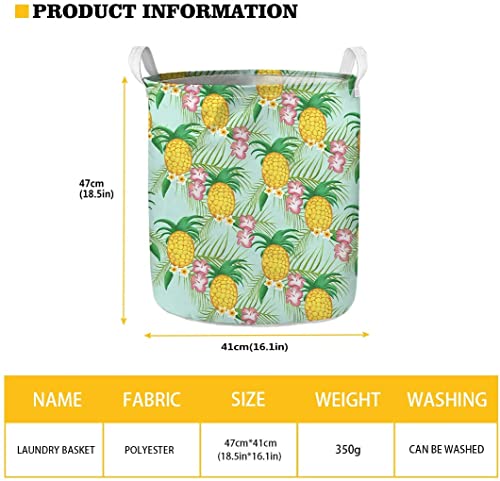 PRODUCT INFORMATION
47cm
(18.5in)
41cm(16.1in)
NAME FABRIC SIZE WEIGHT WASHING
LAUNDRY BASKET POLYESTER 47cm*41cm (18.5in*16.1in) 350g CAN BE WASHED